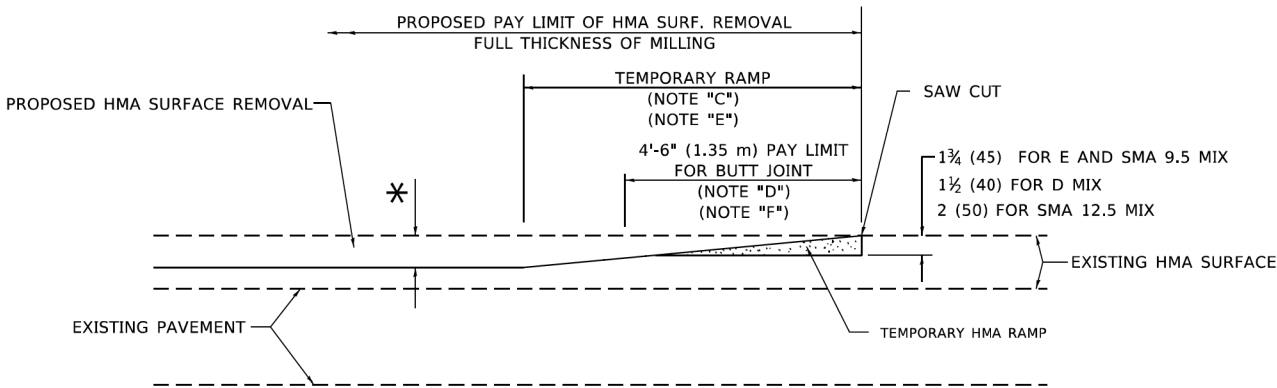 PROPOSED PAY LIMIT OF HMA SURF. REMOVAL
FULL THICKNESS OF MILLING
TEMPORARY RAMP
(NOTE "C")
(NOTE "E")
PROPOSED HMA SURFACE REMOVAL
SAW CUT
4'-6" (1.35 m) PAY LIMIT
FOR BUTT JOINT
(NOTE "D")
(NOTE "F")
1¾ (45) FOR E AND SMA 9.5 MIX
1½ (40) FOR D MIX
2 (50) FOR SMA 12.5 MIX
*
EXISTING HMA SURFACE
EXISTING PAVEMENT
TEMPORARY HMA RAMP